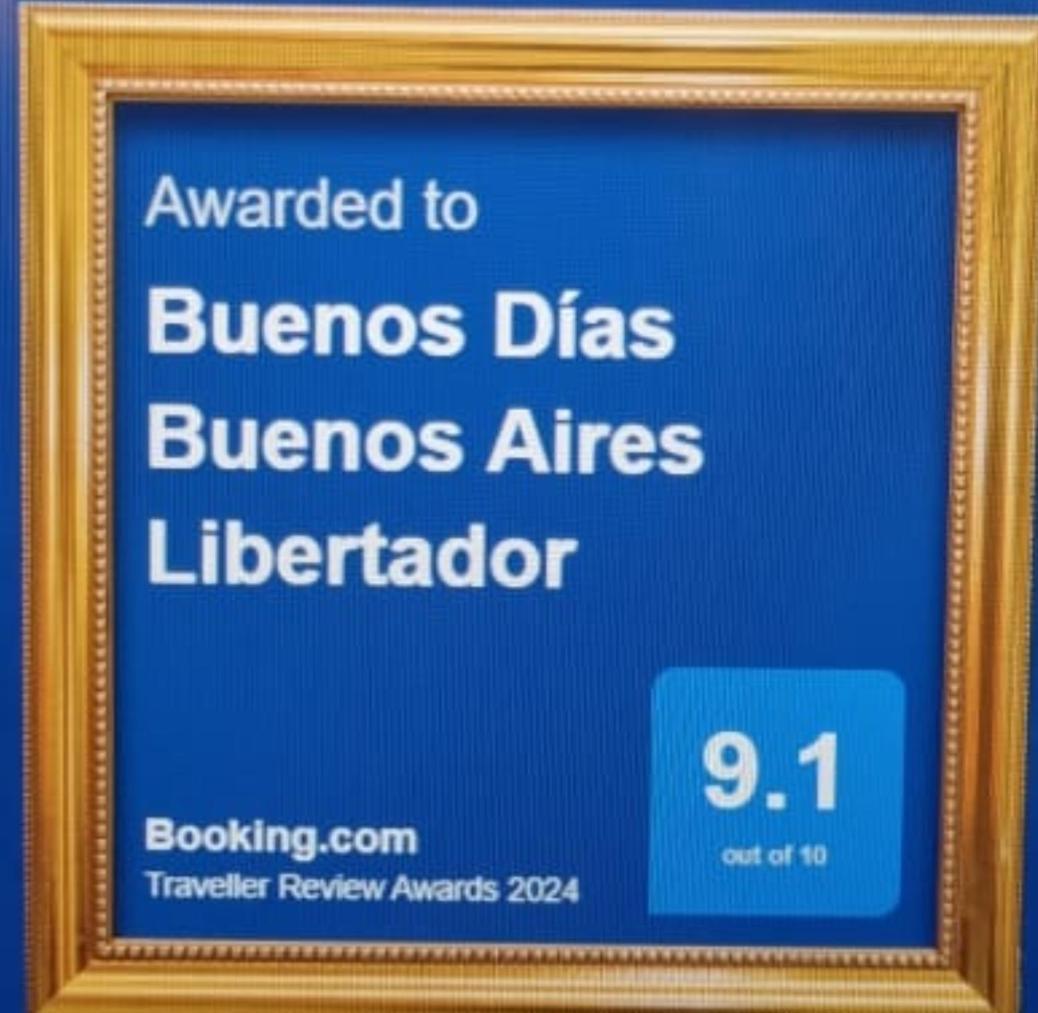 Awarded to
Buenos Días
Buenos Aires
Libertador
9.1
out of 10
Booking.com
Traveller Review Awards 2024